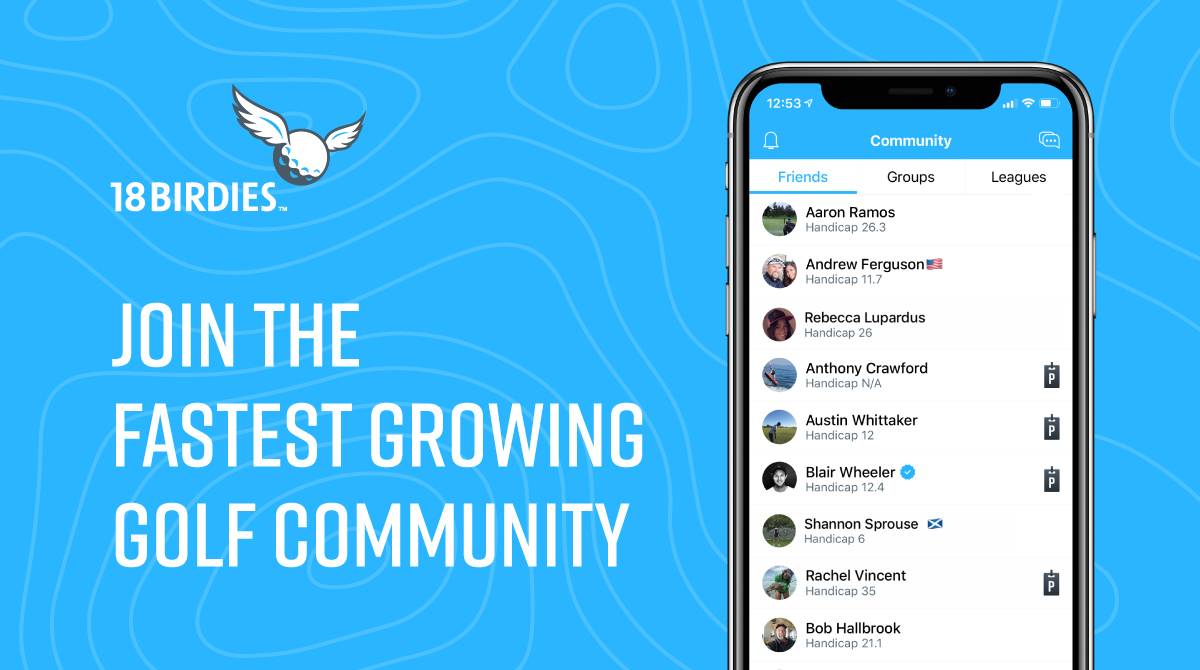 18BIRDIES™
JOIN THE
FASTEST GROWING
GOLF COMMUNITY
12:53
Community
Friends Groups Leagues
Aaron Ramos
Handicap 26.3
Andrew Ferguson
Handicap 11.7
Rebecca Lupardus
Handicap 26
Anthony Crawford
Handicap N/A
P
Austin Whittaker
Handicap 12
P
Blair Wheeler
Handicap 12.4
P
Shannon Sprouse
Handicap 6
Rachel Vincent
Handicap 35
P
Bob Hallbrook
Handicap 21.1